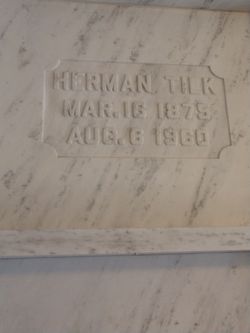 HERMAN TILK
MAR. 16 1875
AUG. 6 1960